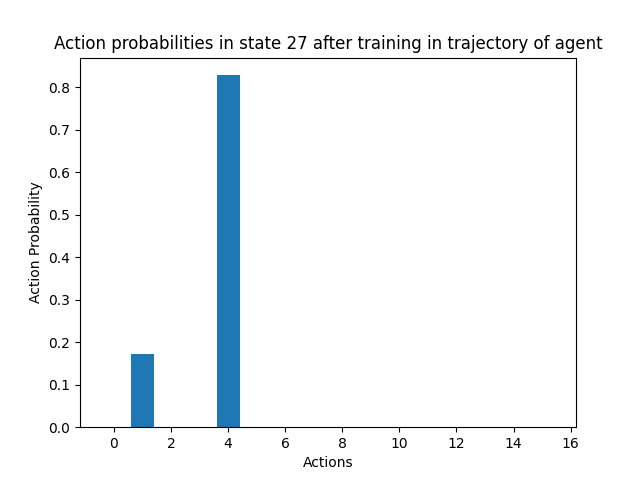 Action probabilities in state 27 after training in trajectory of agent
0.8
0.7
0.6
0.5
0.4
0.3
0.2
0.1
0.0
Action Probability
0 2 4 6 8 10 12 14 16
Actions